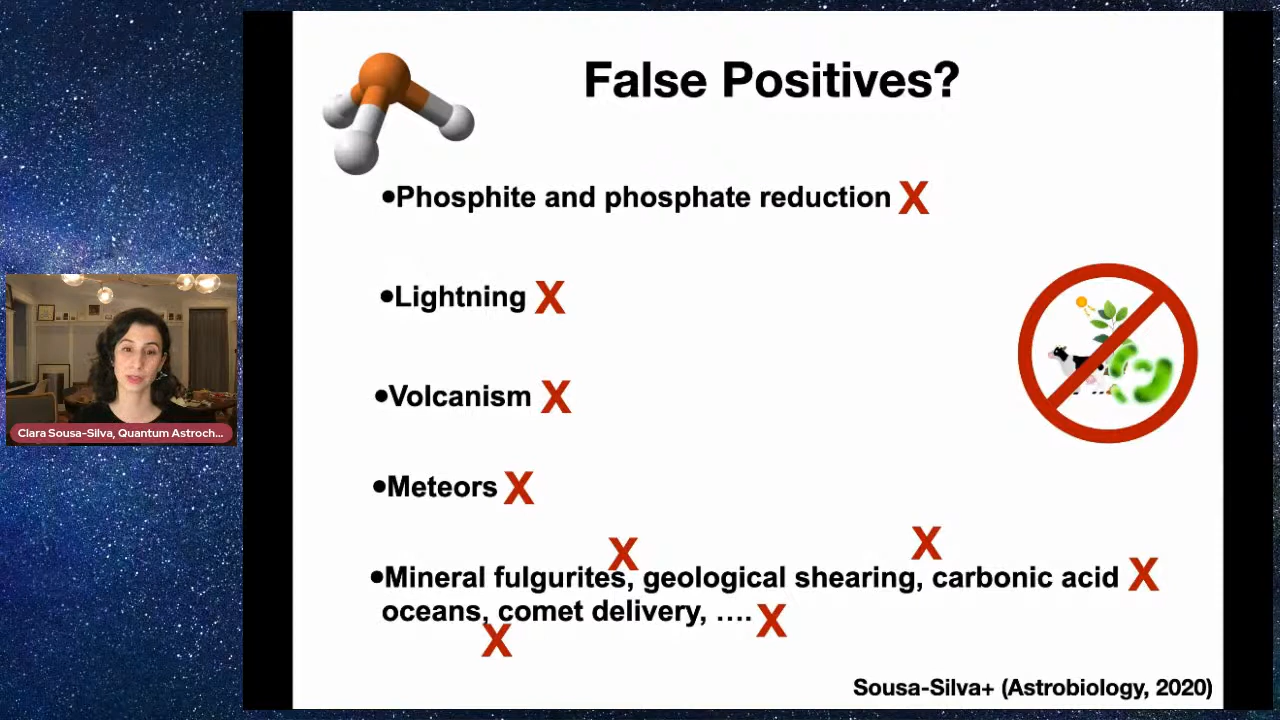 False Positives?
•Phosphite and phosphate reduction X
•Lightning X
•Volcanism X
•Meteors X
X X
•Mineral fulgurites, geological shearing, carbonic acid X
oceans, comet delivery, .... X
X
Clara Sousa-Silva, Quantum Astroch...
Sousa-Silva+ (Astrobiology, 2020)